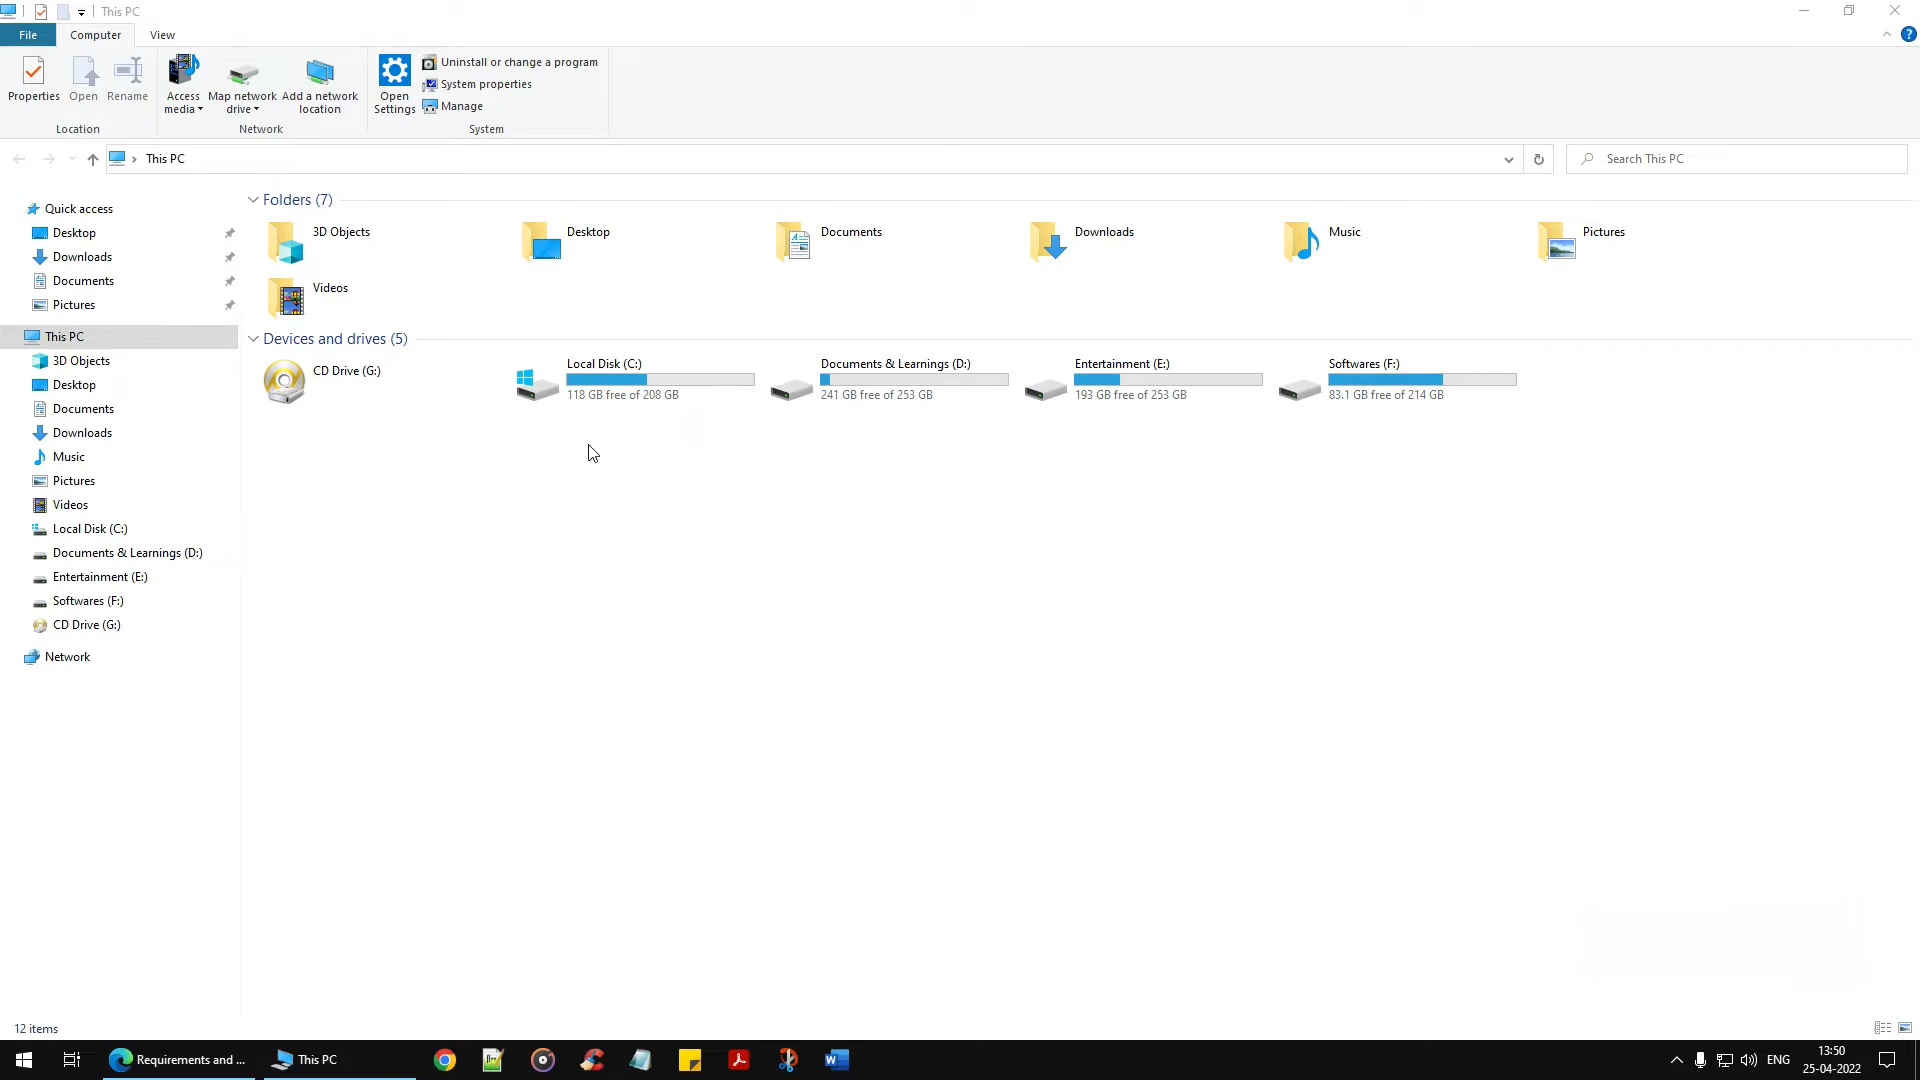 This PC
File
Computer
View
?
Properties
Open
Rename
Access media
Map network drive
Add a network location
Open Settings
Uninstall or change a program
System properties
Manage
Location
Network
System
This PC
Search This PC
Quick access
Desktop
Downloads
Documents
Pictures
This PC
3D Objects
Desktop
Documents
Downloads
Music
Pictures
Videos
Local Disk (C:)
Documents & Learnings (D:)
Entertainment (E:)
Softwares (F:)
CD Drive (G:)
Network
Folders (7)
3D Objects
Desktop
Documents
Downloads
Music
Pictures
Videos
Devices and drives (5)
CD Drive (G:)
Local Disk (C:)
118 GB free of 208 GB
Documents & Learnings (D:)
241 GB free of 253 GB
Entertainment (E:)
193 GB free of 253 GB
Softwares (F:)
83.1 GB free of 214 GB
12 items
Requirements and ...
This PC
ENG
13:50
25-04-2022